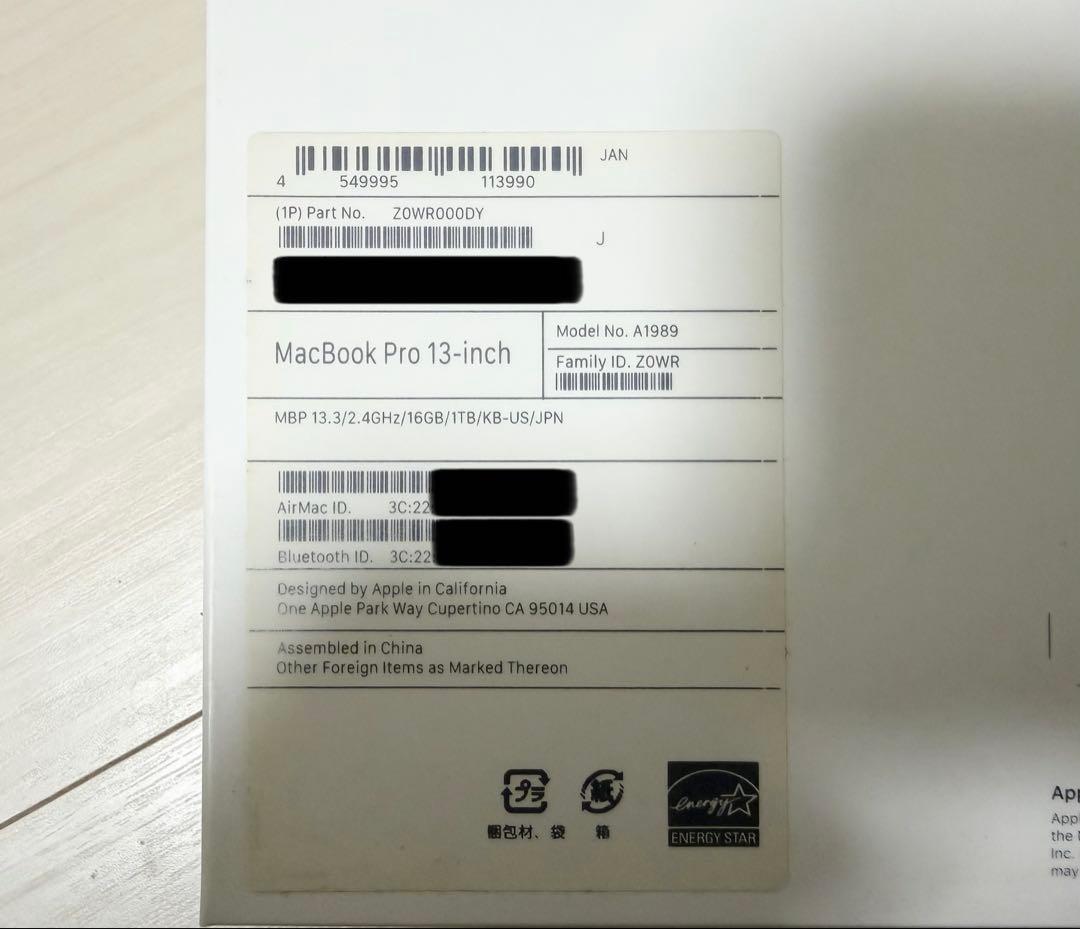 JAN
4 549995 113990
(1P) Part No. Z0WR000DY
J
MacBook Pro 13-inch
Model No. A1989
Family ID. Z0WR
MBP 13.3/2.4GHz/16GB/1TB/KB-US/JPN
AirMac ID. 3C:22
Bluetooth ID. 3C:22
Designed by Apple in California
One Apple Park Way Cupertino CA 95014 USA
Assembled in China
Other Foreign Items as Marked Thereon
プラ
紙
energy
ENERGY STAR
梱包材、袋
箱
App
Appl
the
Inc.
may